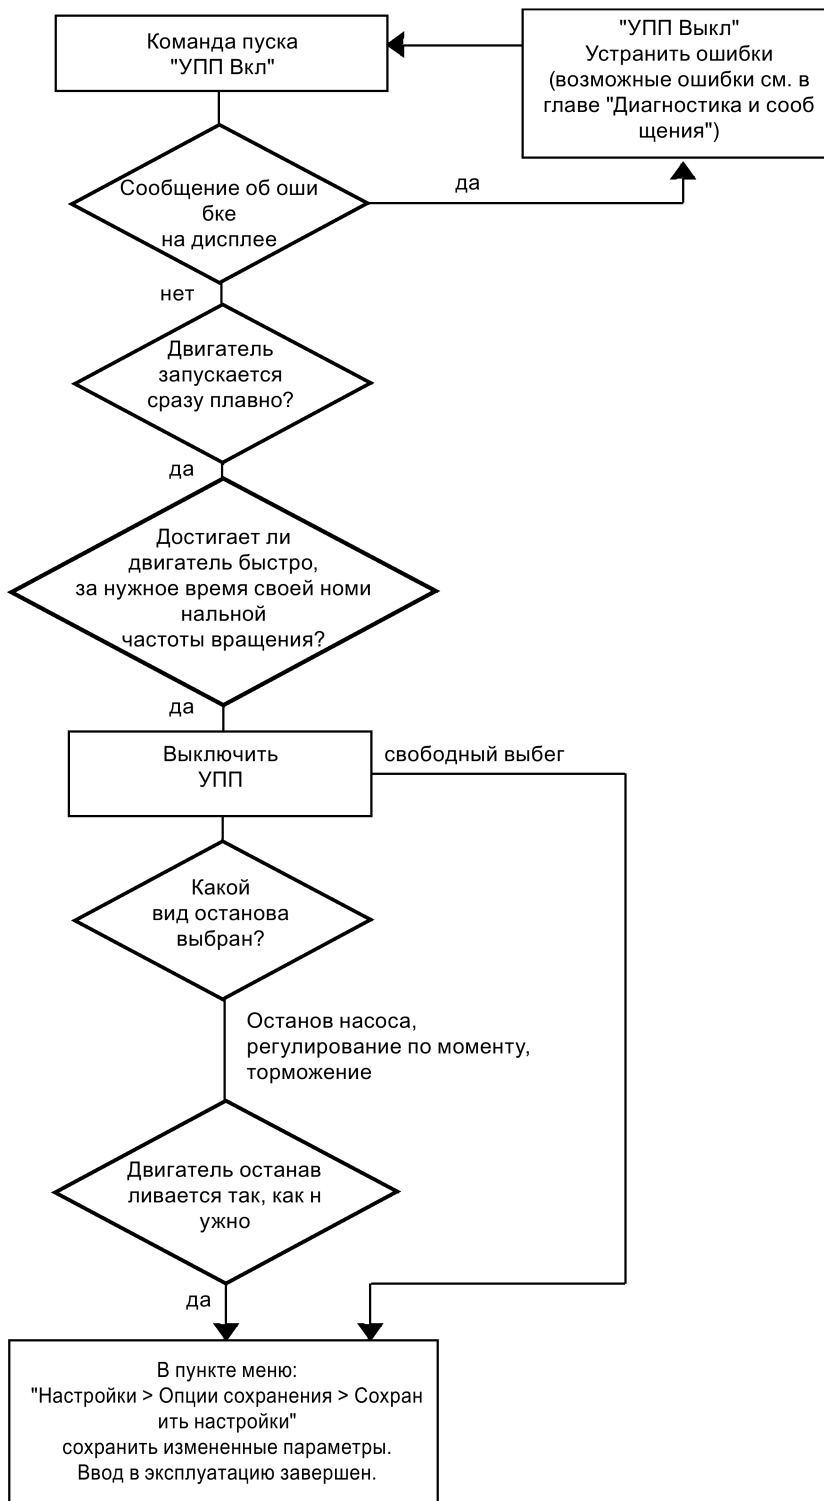 Команда пуска
"УПП Вкл"
"УПП Выкл"
Устранить ошибки
(возможные ошибки см. в
главе "Диагностика и сооб
щения")
Сообщение об оши
бке
на дисплее
да
нет
Двигатель
запускается
сразу плавно?
да
Достигает ли
двигатель быстро,
за нужное время своей номи
нальной
частоты вращения?
да
Выключить
УПП
свободный выбег
Какой
вид останова
выбран?
Останов насоса,
регулирование по моменту,
торможение
Двигатель останав
ливается так, как н
ужно
да
В пункте меню:
"Настройки > Опции сохранения > Сохран
ить настройки"
сохранить измененные параметры.
Ввод в эксплуатацию завершен.